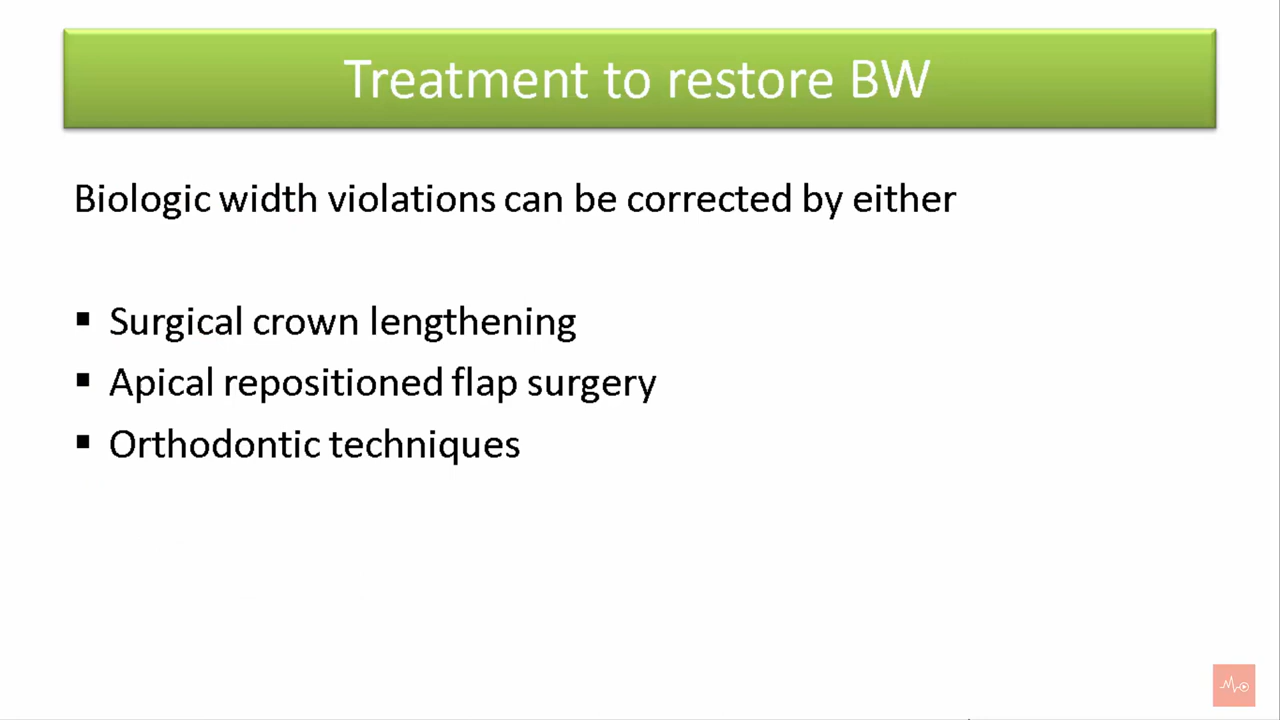 Treatment to restore BW
Biologic width violations can be corrected by either
▪ Surgical crown lengthening
▪ Apical repositioned flap surgery
▪ Orthodontic techniques